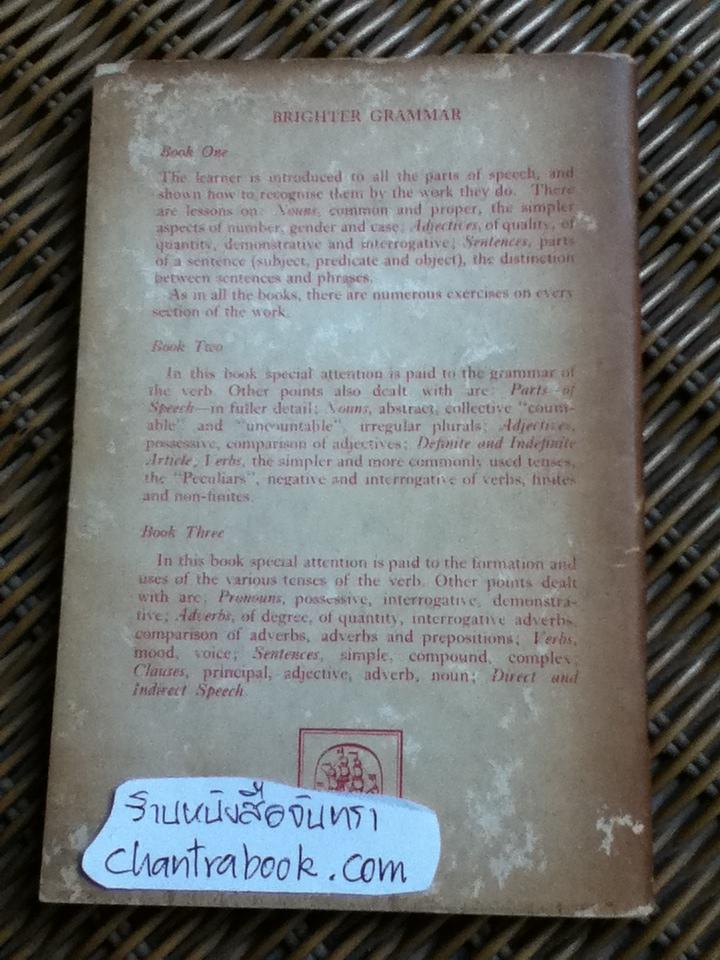 BRIGHTER GRAMMAR
Book One
The learner is introduced to all the parts of speech, and
shown how to recognise them by the work they do. There
are lessons on: Nouns, common and proper, the simpler
aspects of number, gender and case; Adjectives, of quality, of
quantity, demonstrative and interrogative; Sentences, parts
of a sentence (subject, predicate and object), the distinction
between sentences and phrases.
As in all the books, there are numerous exercises on every
section of the work.
Book Two
In this book special attention is paid to the grammar of
the verb. Other points also dealt with are: Parts of
Speech—in fuller detail; Nouns, abstract, collective "count-
able" and "uncountable", irregular plurals; Adjectives,
possessive, comparison of adjectives; Definite and Indefinite
Article, Verbs, the simpler and more commonly used tenses,
the "Peculiars", negative and interrogative of verbs, finites
and non-finites.
Book Three
In this book special attention is paid to the formation and
uses of the various tenses of the verb. Other points dealt
with are: Pronouns, possessive, interrogative, demonstra-
tive; Adverbs, of degree, of quantity, interrogative adverbs,
comparison of adverbs, adverbs and prepositions; Verbs,
mood, voice; Sentences, simple, compound, complex;
Clauses, principal, adjective, adverb, noun; Direct and
Indirect Speech.
ร้านหนังสือจันทรา
chantrabook.com